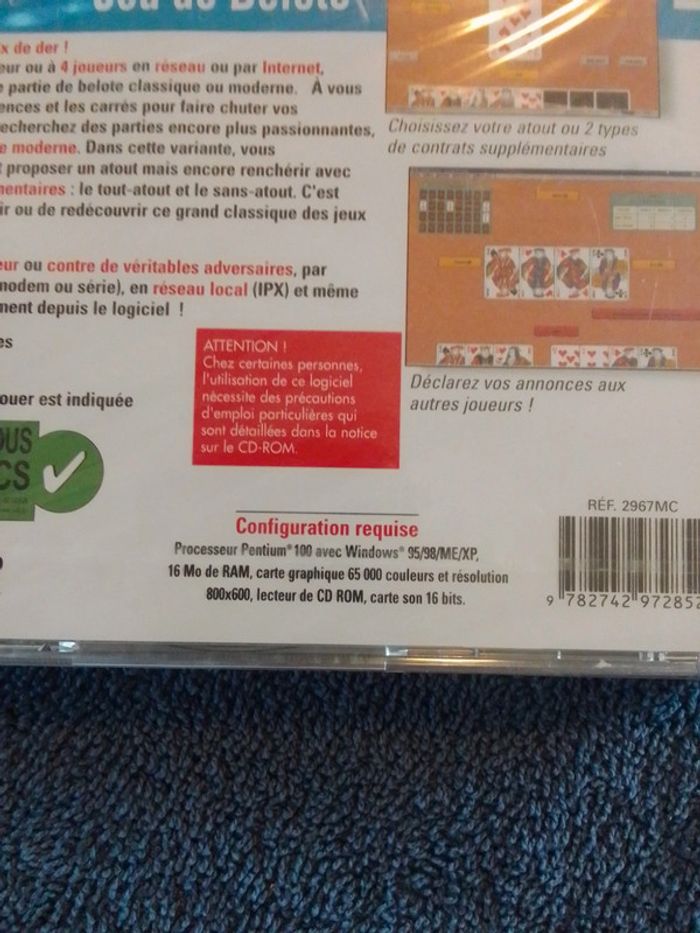 Jeu de Belote
x de der !
eur ou à 4 joueurs en réseau ou par Internet,
partie de belote classique ou moderne. À vous
ences et les carrés pour faire chuter vos
echerchez des parties encore plus passionnantes,
e moderne. Dans cette variante, vous
t proposer un atout mais encore renchérir avec
mentaires : le tout-atout et le sans-atout. C'est
ir ou de redécouvrir ce grand classique des jeux
eur ou contre de véritables adversaires, par
modem ou série), en réseau local (IPX) et même
ment depuis le logiciel !
es
ouer est indiquée
OUS
CS
Choisissez votre atout ou 2 types
de contrats supplémentaires
Déclarez vos annonces aux
autres joueurs !
ATTENTION !
Chez certaines personnes,
l'utilisation de ce logiciel
nécessite des précautions
d'emploi particulières qui
sont détaillées dans la notice
sur le CD-ROM.
Configuration requise
Processeur Pentium® 100 avec Windows® 95/98/ME/XP,
16 Mo de RAM, carte graphique 65 000 couleurs et résolution
800x600, lecteur de CD ROM, carte son 16 bits.
RÉF. 2967MC
9 782742 972852